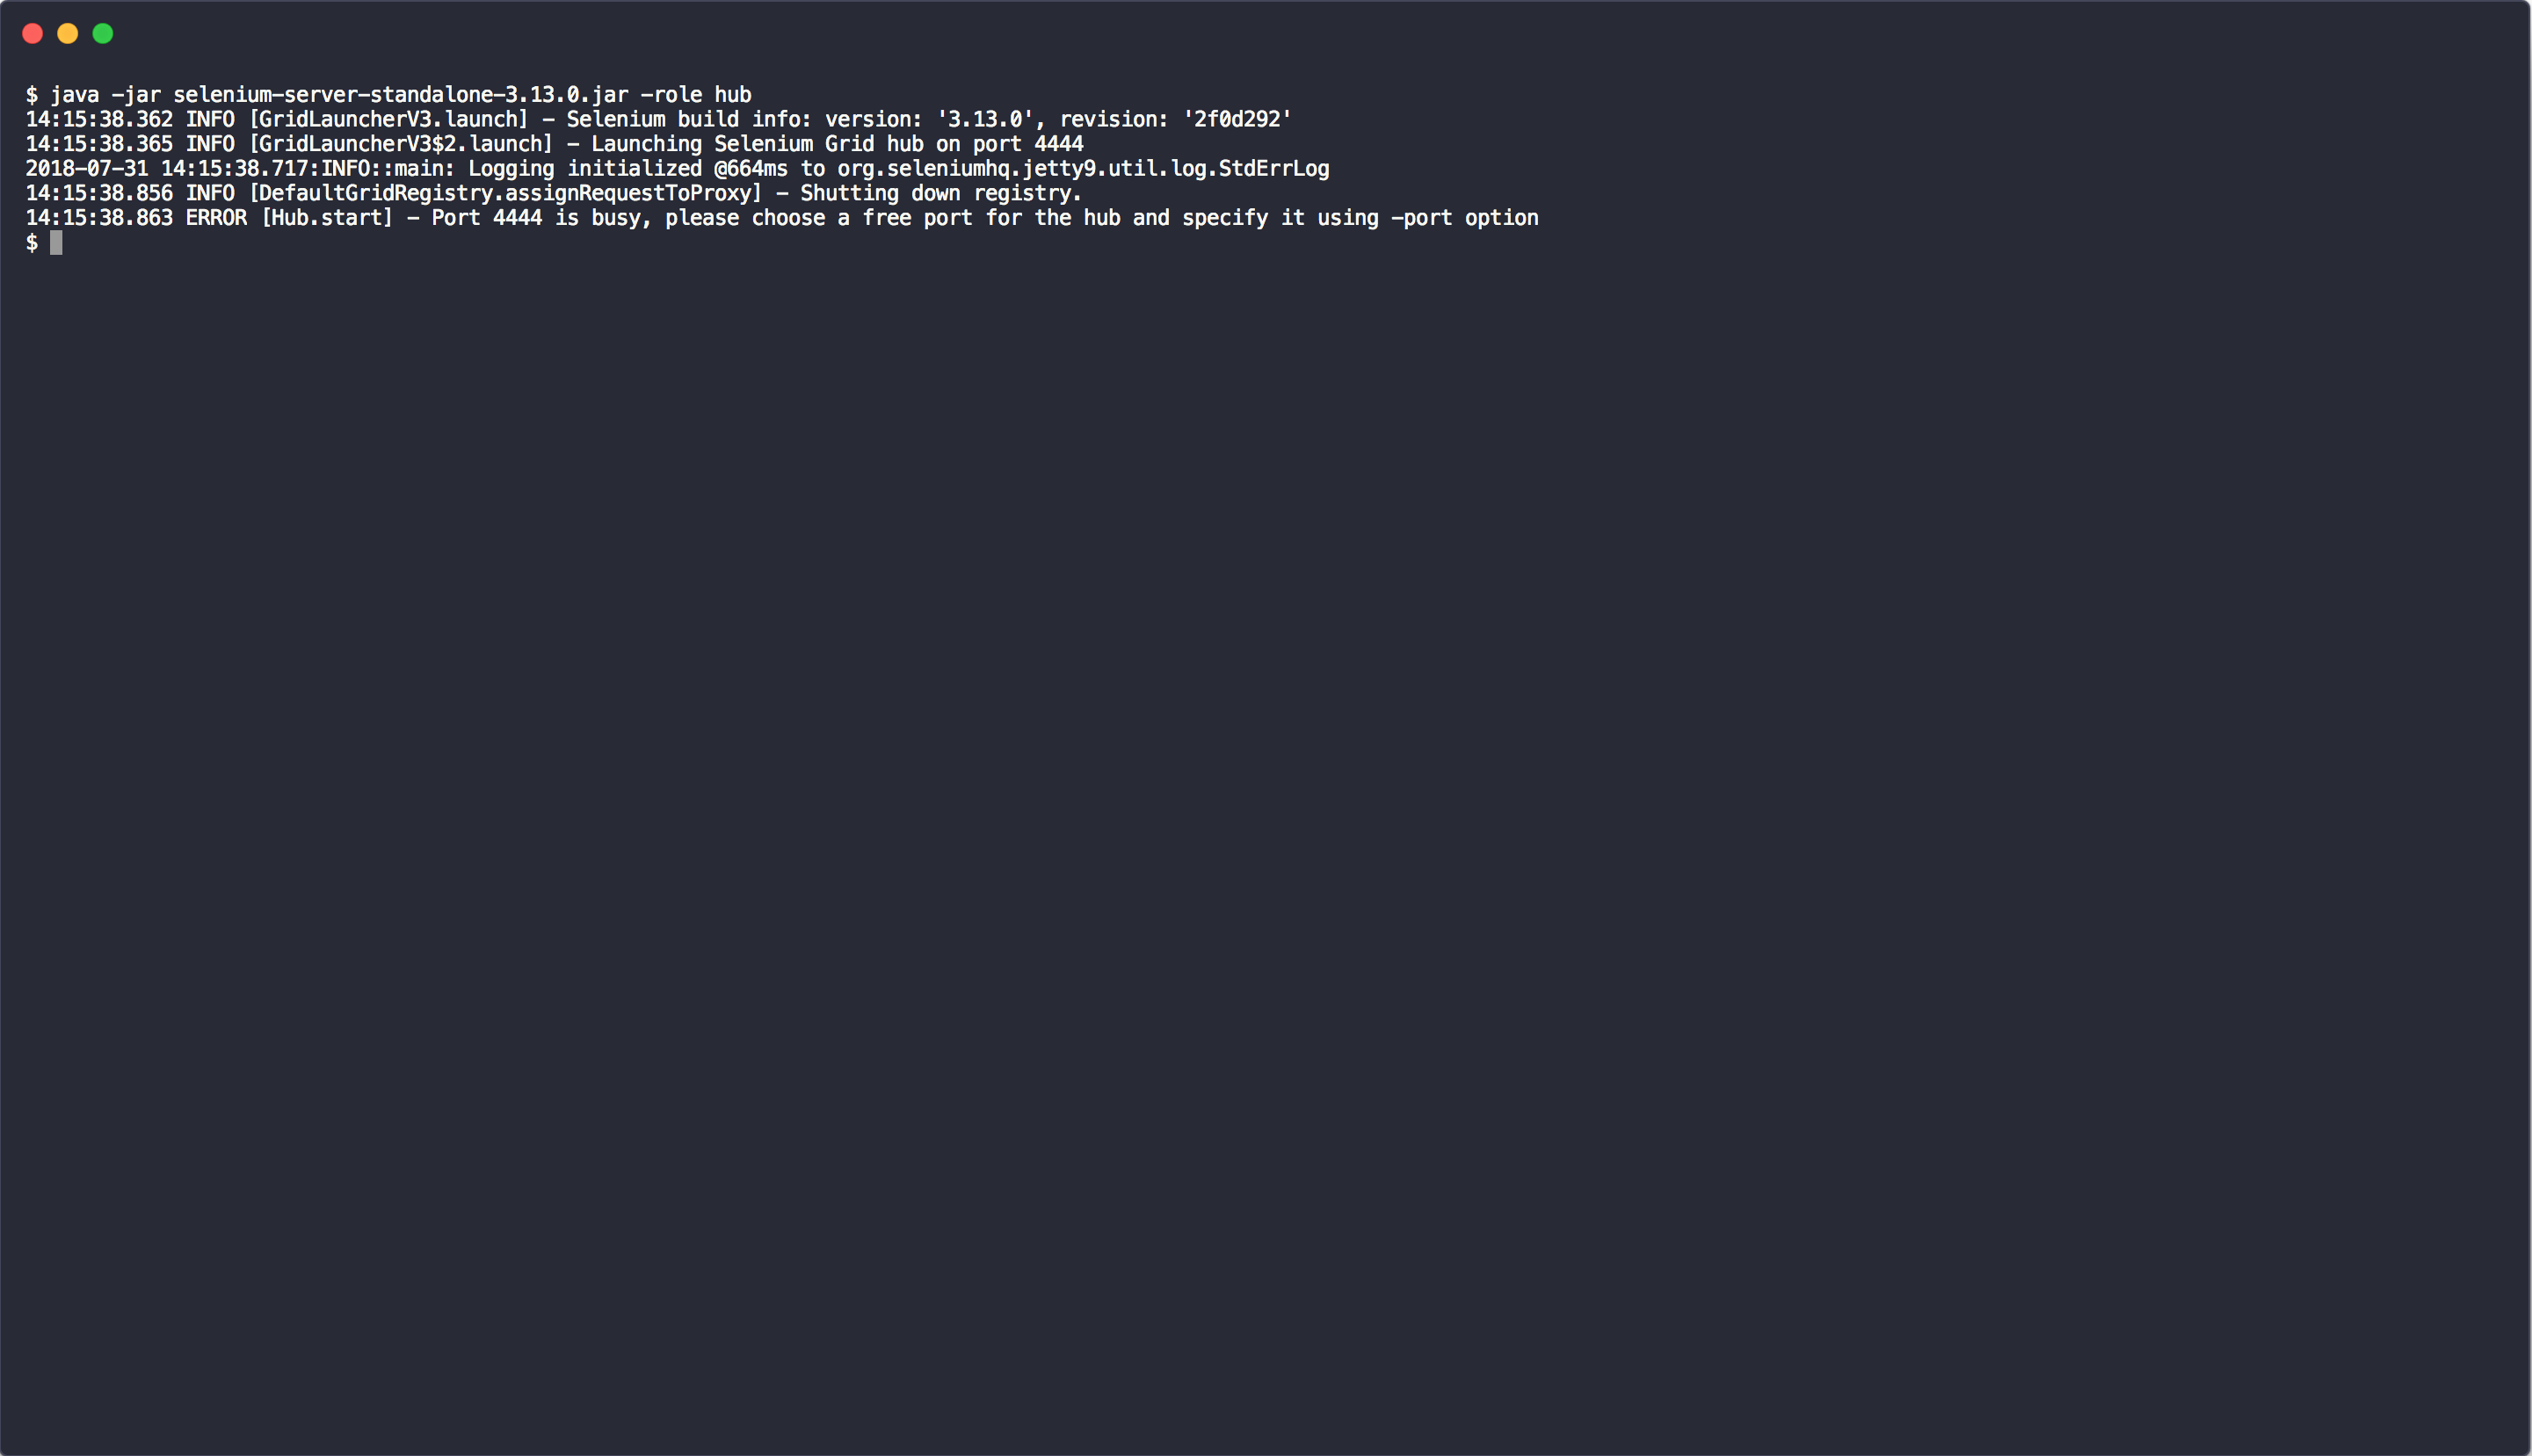 $ java -jar selenium-server-standalone-3.13.0.jar -role hub
14:15:38.362 INFO [GridLauncherV3.launch] - Selenium build info: version: '3.13.0', revision: '2f0d292'
14:15:38.365 INFO [GridLauncherV3$2.launch] - Launching Selenium Grid hub on port 4444
2018-07-31 14:15:38.717:INFO::main: Logging initialized @664ms to org.seleniumhq.jetty9.util.log.StdErrLog
14:15:38.856 INFO [DefaultGridRegistry.assignRequestToProxy] - Shutting down registry.
14:15:38.863 ERROR [Hub.start] - Port 4444 is busy, please choose a free port for the hub and specify it using -port option
$